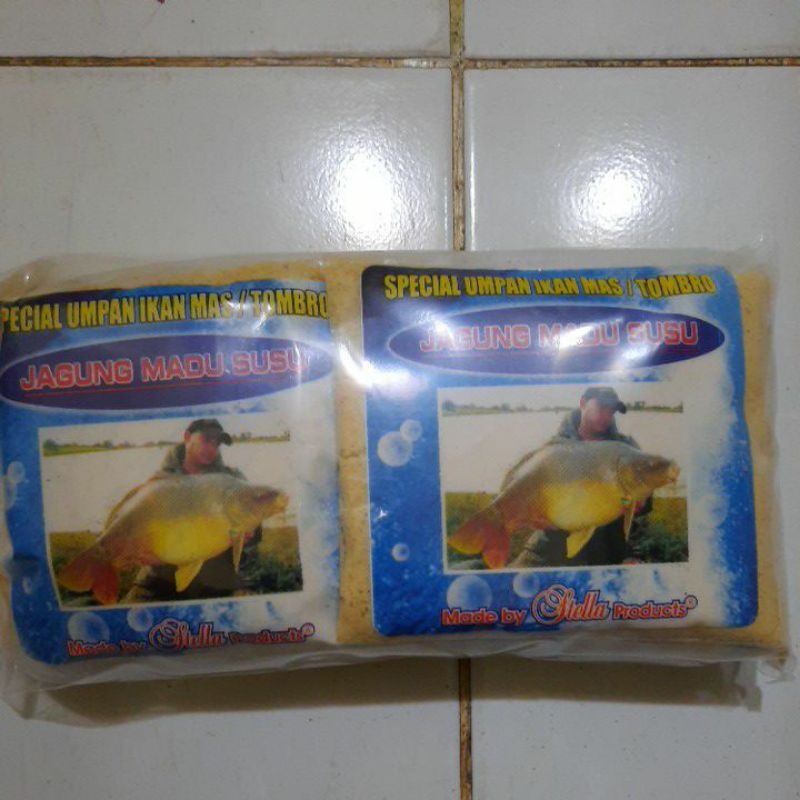 PECIAL UMPAN IKAN MAS / TOMBRO
JAGUNG MADU SUSU
Made by Stella Products®
SPECIAL UMPAN IKAN MAS / TOMBRO
JAGUNG MADU SUSU
Made by Stella Products®